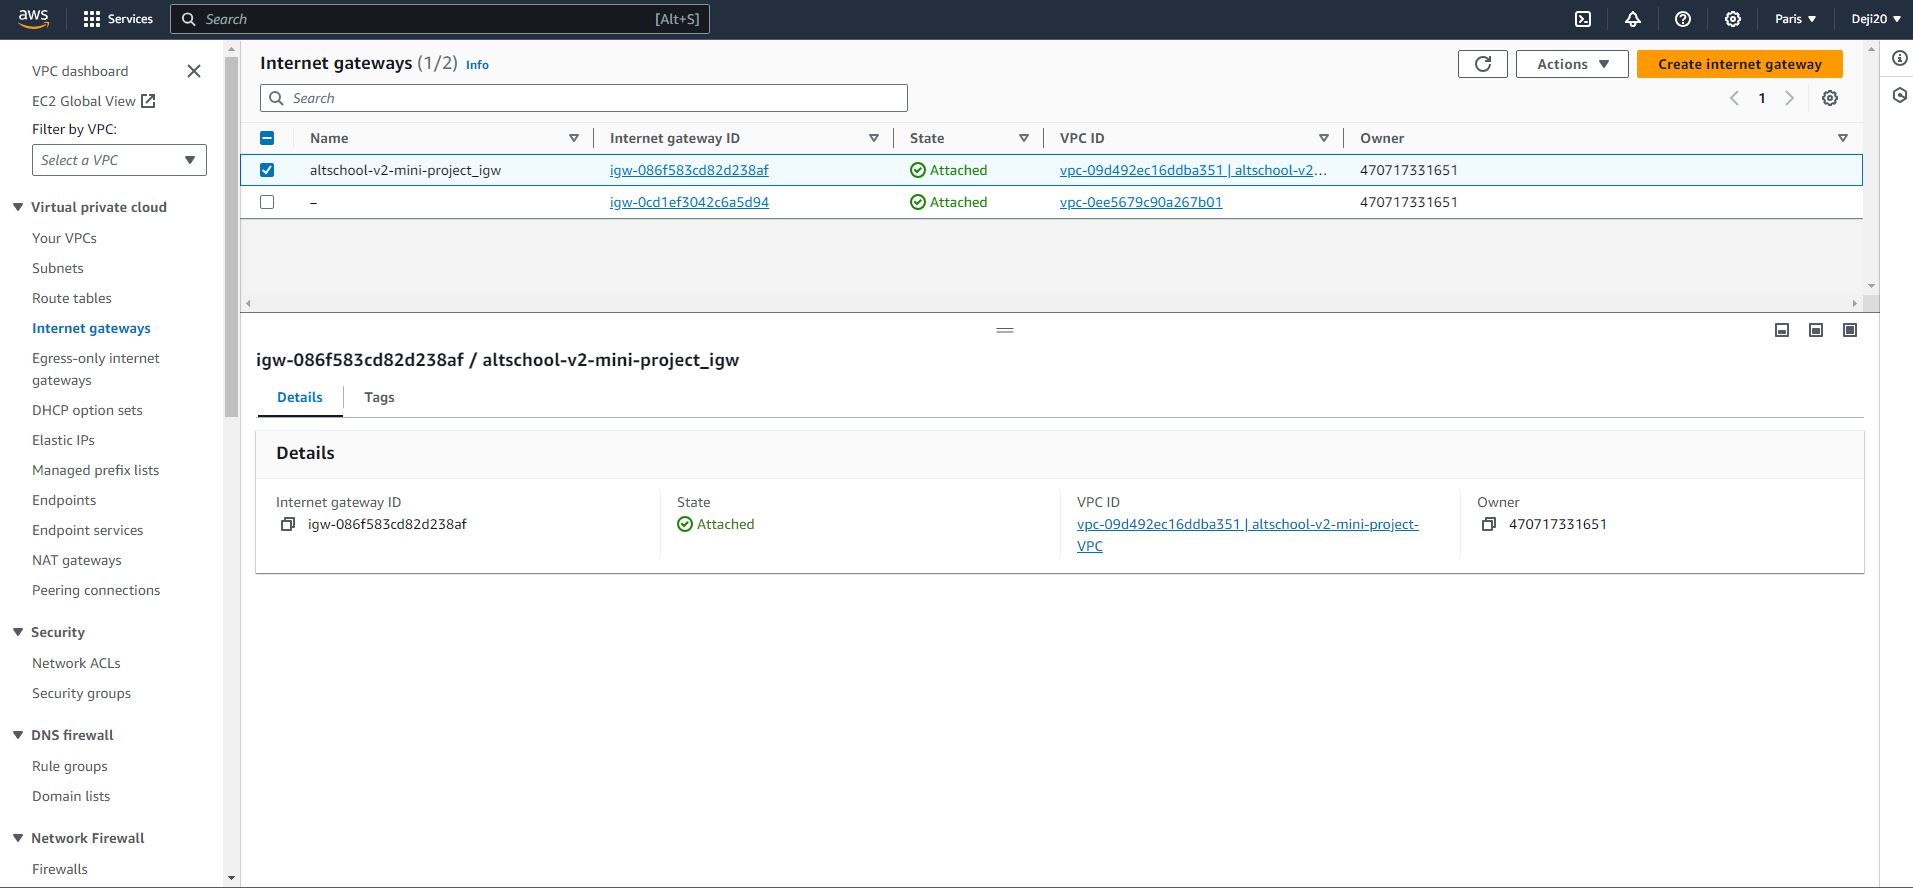 aws Services Search [Alt+S] Paris Deji20
VPC dashboard
EC2 Global View
Filter by VPC:
Select a VPC
Virtual private cloud
Your VPCs
Subnets
Route tables
Internet gateways
Egress-only internet
gateways
DHCP option sets
Elastic IPs
Managed prefix lists
Endpoints
Endpoint services
NAT gateways
Peering connections
Security
Network ACLs
Security groups
DNS firewall
Rule groups
Domain lists
Network Firewall
Firewalls
Internet gateways (1/2) Info
Actions
Create internet gateway
Search
1
Name Internet gateway ID State VPC ID Owner
altschool-v2-mini-project_igw igw-086f583cd82d238af Attached vpc-09d492ec16ddba351 | altschool-v2... 470717331651
– igw-0cd1ef3042c6a5d94 Attached vpc-0ee5679c90a267b01 470717331651
igw-086f583cd82d238af / altschool-v2-mini-project_igw
Details Tags
Details
Internet gateway ID
igw-086f583cd82d238af
State
Attached
VPC ID
vpc-09d492ec16ddba351 | altschool-v2-mini-project-
VPC
Owner
470717331651